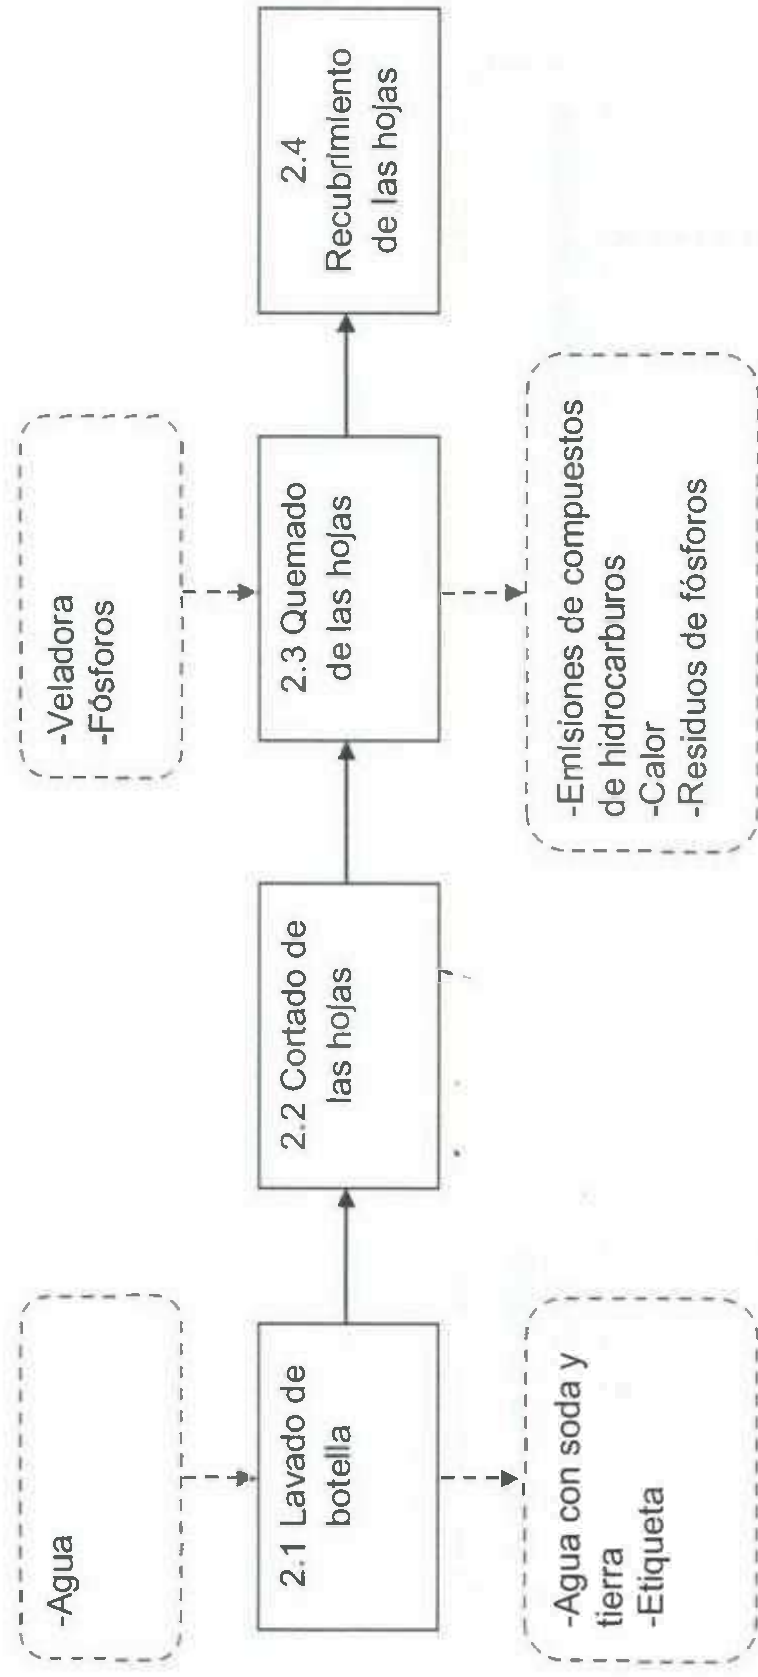 -Agua
-Veladora
-Fósforos
2.1 Lavado de
botella
2.2 Cortado de
las hojas
2.3 Quemado
de las hojas
2.4
Recubrimiento
de las hojas
-Agua con soda y
tierra
-Etiqueta
-Emisiones de compuestos
de hidrocarburos
-Calor
-Residuos de fósforos